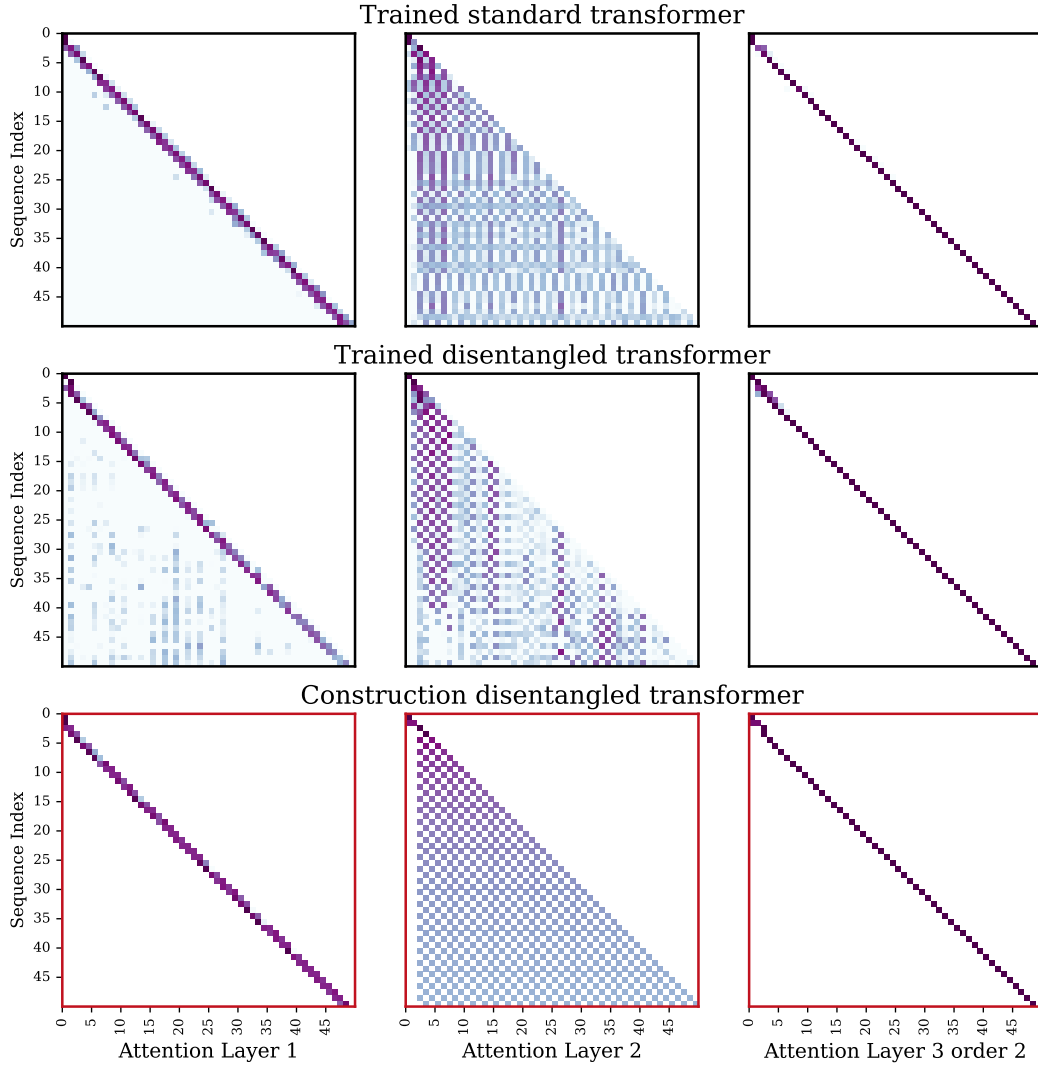 Trained standard transformer
Sequence Index
0
5
10
15
20
25
30
35
40
45
Trained disentangled transformer
Sequence Index
0
5
10
15
20
25
30
35
40
45
Construction disentangled transformer
Sequence Index
0
5
10
15
20
25
30
35
40
45
0 5 10 15 20 25 30 35 40 45
0 5 10 15 20 25 30 35 40 45
0 5 10 15 20 25 30 35 40 45
Attention Layer 1
Attention Layer 2
Attention Layer 3 order 2